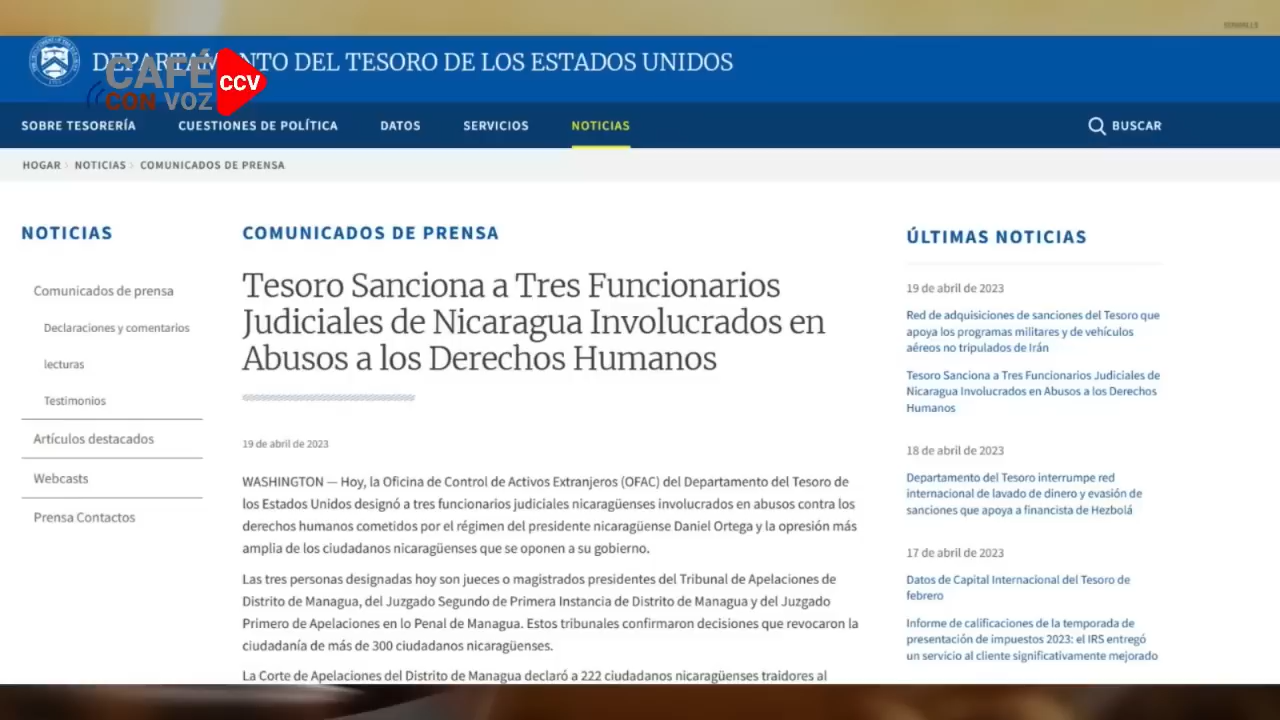 DEPARTAMENTO DEL TESORO DE LOS ESTADOS UNIDOS
CAFÉ
CON VOZ
CCV
SOBRE TESORERÍA
CUESTIONES DE POLÍTICA
DATOS
SERVICIOS
NOTICIAS
BUSCAR
HOGAR
NOTICIAS
COMUNICADOS DE PRENSA
NOTICIAS
Comunicados de prensa
Declaraciones y comentarios
lecturas
Testimonios
Artículos destacados
Webcasts
Prensa Contactos
COMUNICADOS DE PRENSA
Tesoro Sanciona a Tres Funcionarios
Judiciales de Nicaragua Involucrados en
Abusos a los Derechos Humanos
19 de abril de 2023
WASHINGTON — Hoy, la Oficina de Control de Activos Extranjeros (OFAC) del Departamento del Tesoro de
los Estados Unidos designó a tres funcionarios judiciales nicaragüenses involucrados en abusos contra los
derechos humanos cometidos por el régimen del presidente nicaragüense Daniel Ortega y la opresión más
amplia de los ciudadanos nicaragüenses que se oponen a su gobierno.
Las tres personas designadas hoy son jueces o magistrados presidentes del Tribunal de Apelaciones de
Distrito de Managua, del Juzgado Segundo de Primera Instancia de Distrito de Managua y del Juzgado
Primero de Apelaciones en lo Penal de Managua. Estos tribunales confirmaron decisiones que revocaron la
ciudadanía de más de 300 ciudadanos nicaragüenses.
La Corte de Apelaciones del Distrito de Managua declaró a 222 ciudadanos nicaragüenses traidores al
ÚLTIMAS NOTICIAS
19 de abril de 2023
Red de adquisiciones de sanciones del Tesoro que
apoya los programas militares y de vehículos
aéreos no tripulados de Irán
Tesoro Sanciona a Tres Funcionarios Judiciales de
Nicaragua Involucrados en Abusos a los Derechos
Humanos
18 de abril de 2023
Departamento del Tesoro interrumpe red
internacional de lavado de dinero y evasión de
sanciones que apoya a financista de Hezbolá
17 de abril de 2023
Datos de Capital Internacional del Tesoro de
febrero
Informe de calificaciones de la temporada de
presentación de impuestos 2023: el IRS entregó
un servicio al cliente significativamente mejorado